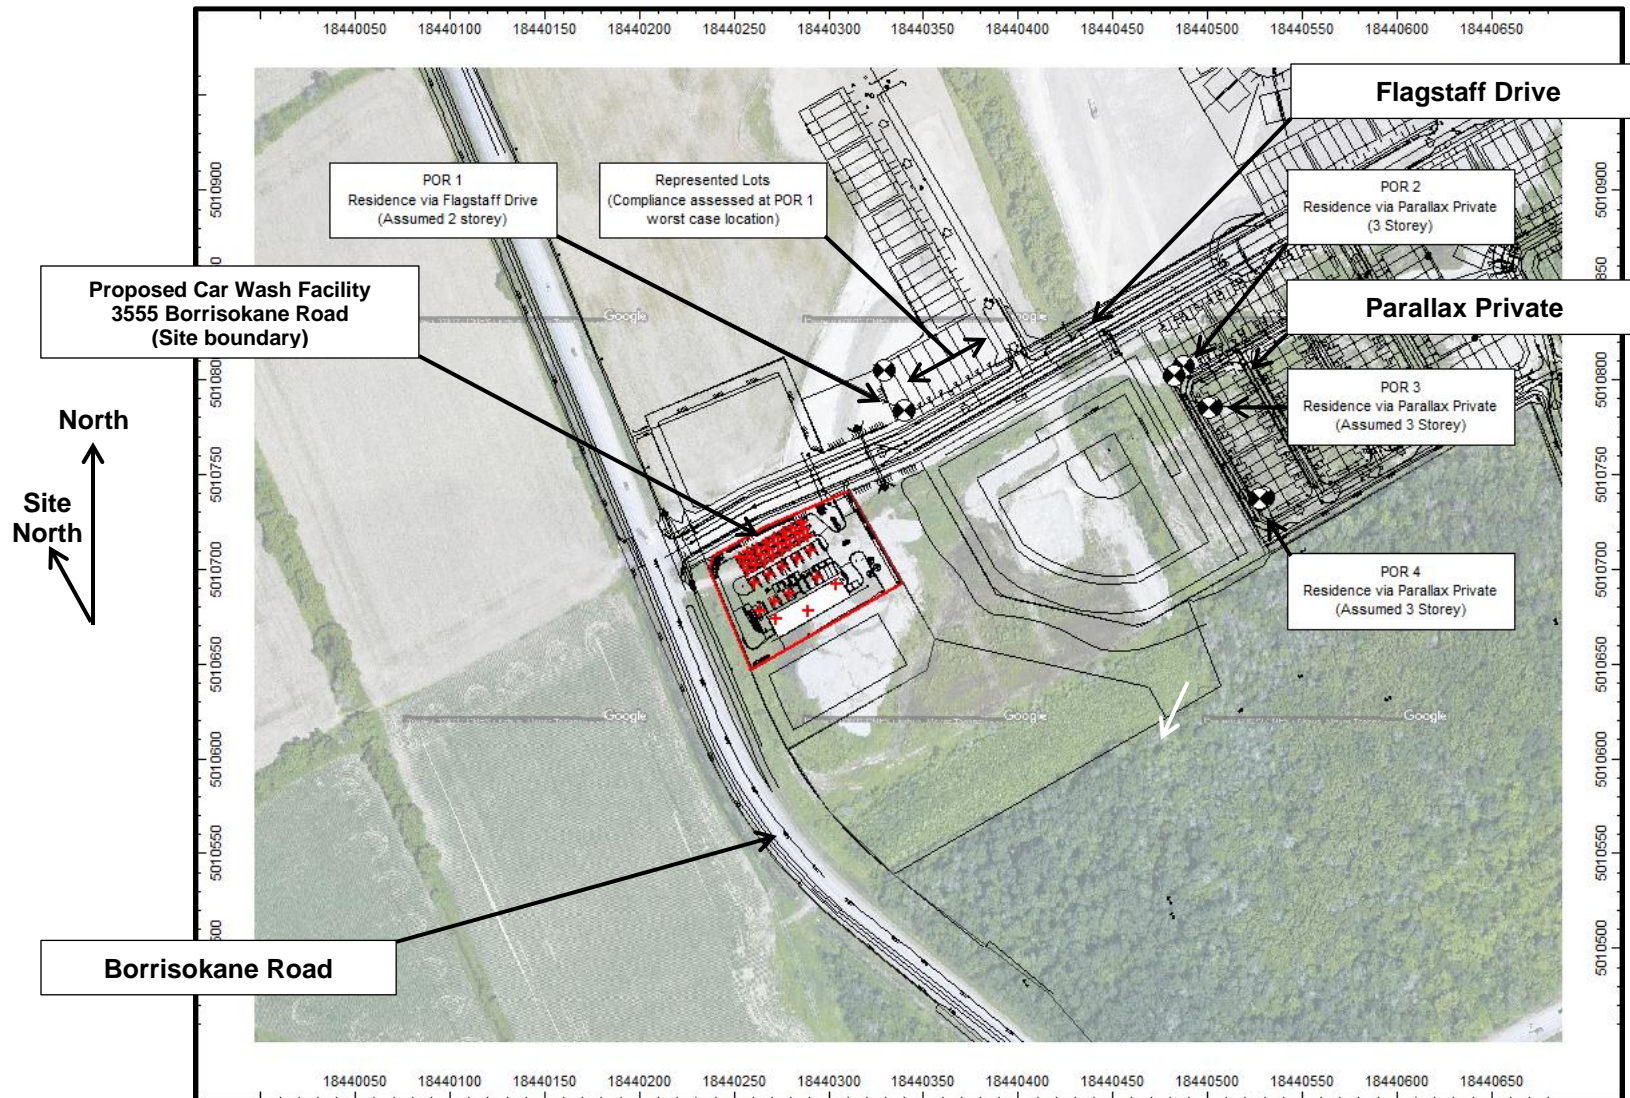 18440050 18440100 18440150 18440200 18440250 18440300 18440350 18440400 18440450 18440500 18440550 18440600 18440650
Flagstaff Drive
POR 1
Residence via Flagstaff Drive
(Assumed 2 storey)
Represented Lots
(Compliance assessed at POR 1
worst case location)
POR 2
Residence via Parallax Private
(3 Storey)
Proposed Car Wash Facility
3555 Borrisokane Road
(Site boundary)
Parallax Private
POR 3
Residence via Parallax Private
(Assumed 3 Storey)
North
Site
North
POR 4
Residence via Parallax Private
(Assumed 3 Storey)
Borrisokane Road
Google
Google
Google
Google
Google
5010900
5010800
5010750
5010700
5010650
5010600
5010550
5010900
5010800
5010750
5010700
5010650
5010600
5010550
5010500
18440050 18440100 18440150 18440200 18440250 18440300 18440350 18440400 18440450 18440500 18440550 18440600 18440650